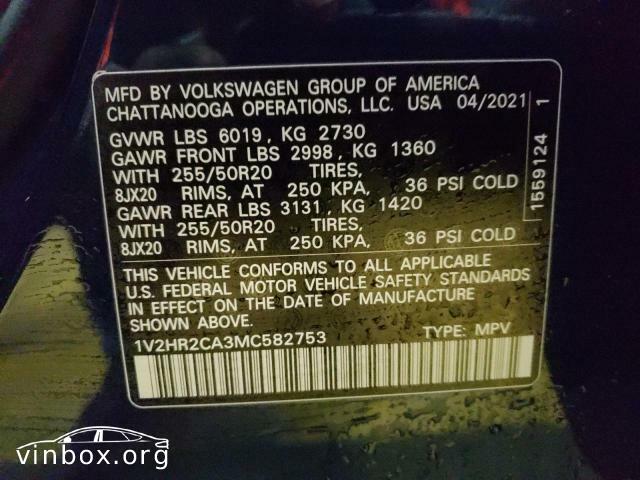 MFD BY VOLKSWAGEN GROUP OF AMERICA
CHATTANOOGA OPERATIONS, LLC. USA 04/2021
GVWR LBS 6019, KG 2730
GAWR FRONT LBS 2998, KG 1360
WITH 255/50R20 TIRES,
8JX20 RIMS, AT 250 KPA, 36 PSI COLD
GAWR REAR LBS 3131, KG 1420
WITH 255/50R20 TIRES,
8JX20 RIMS, AT 250 KPA, 36 PSI COLD
THIS VEHICLE CONFORMS TO ALL APPLICABLE
U.S. FEDERAL MOTOR VEHICLE SAFETY STANDARDS
IN EFFECT ON THE DATE OF MANUFACTURE
SHOWN ABOVE
1V2HR2CA3MC582753 TYPE: MPV
1559124 1
vinbox.org